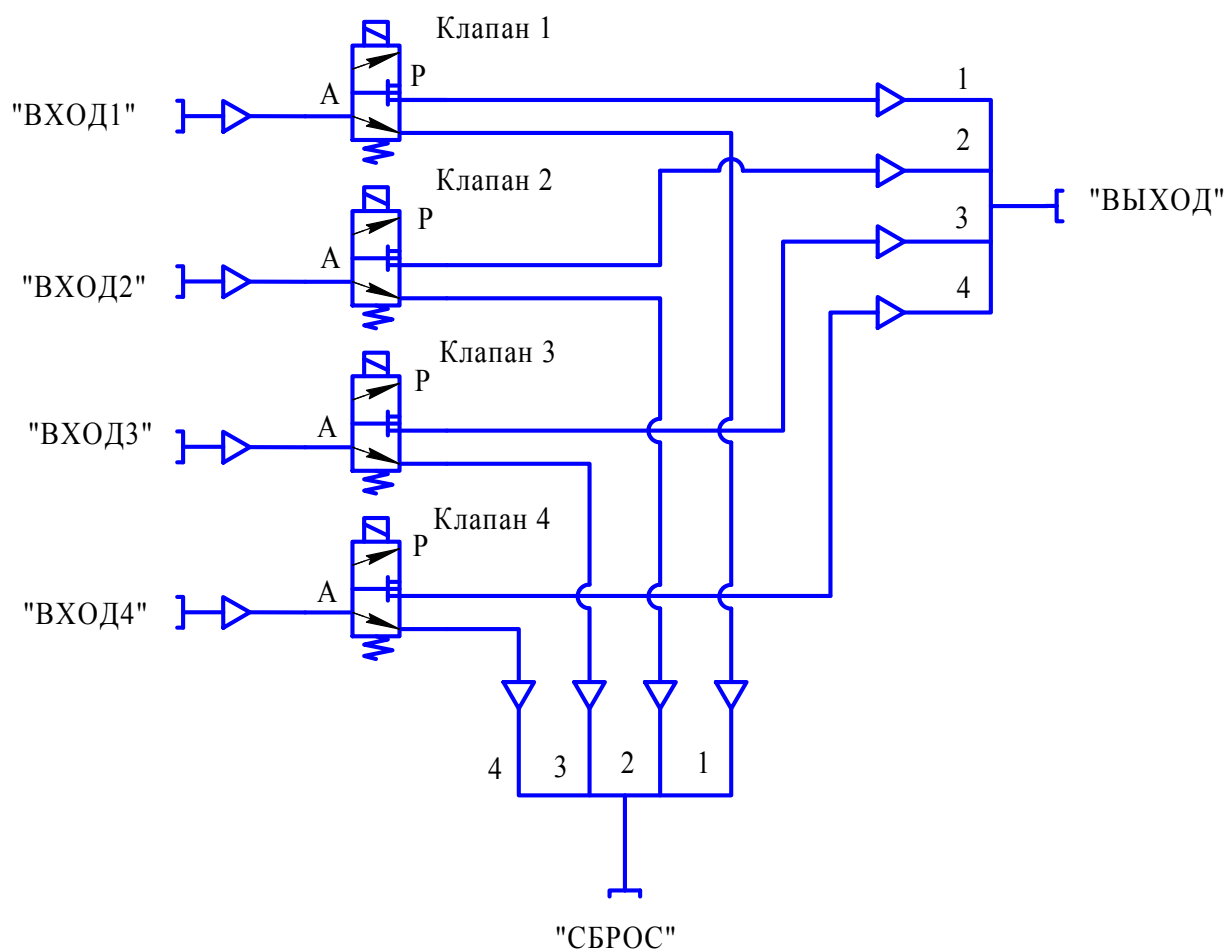 Клапан 1
P
1
A
"ВХОД1"
2
Клапан 2
"ВЫХОД"
P
3
A
"ВХОД2"
4
Клапан 3
P
A
"ВХОД3"
Клапан 4
P
A
"ВХОД4"
4 3 2 1
"СБРОС"